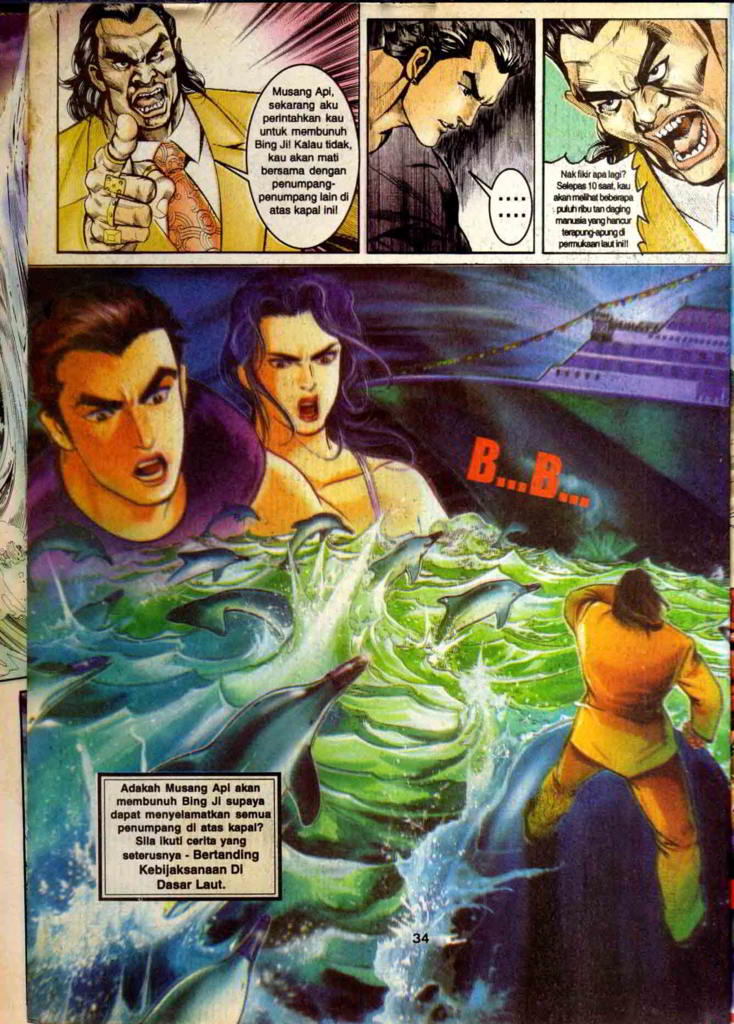 Musang Api,
sekarang aku
perintahkan kau
untuk membunuh
Bing Ji! Kalau tidak,
kau akan mati
bersama dengan
penumpang-
penumpang lain di
atas kapal ini!
....
....
Nak fikir apa lagi?
Selepas 10 saat, kau
akan melihat beberapa
puluh ribu tan daging
manusia yang hancur
terapung-apung di
permukaan laut ini!!
B...B...
Adakah Musang Api akan
membunuh Bing Ji supaya
dapat menyelamatkan semua
penumpang di atas kapal?
Sila ikuti cerita yang
seterusnya - Bertanding
Kebijaksanaan Di
Dasar Laut.
34